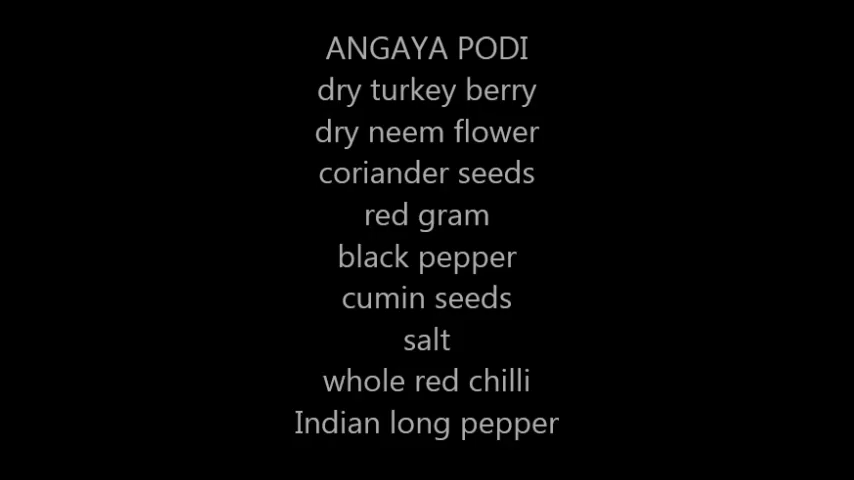 ANGAYA PODI
dry turkey berry
dry neem flower
coriander seeds
red gram
black pepper
cumin seeds
salt
whole red chilli
Indian long pepper